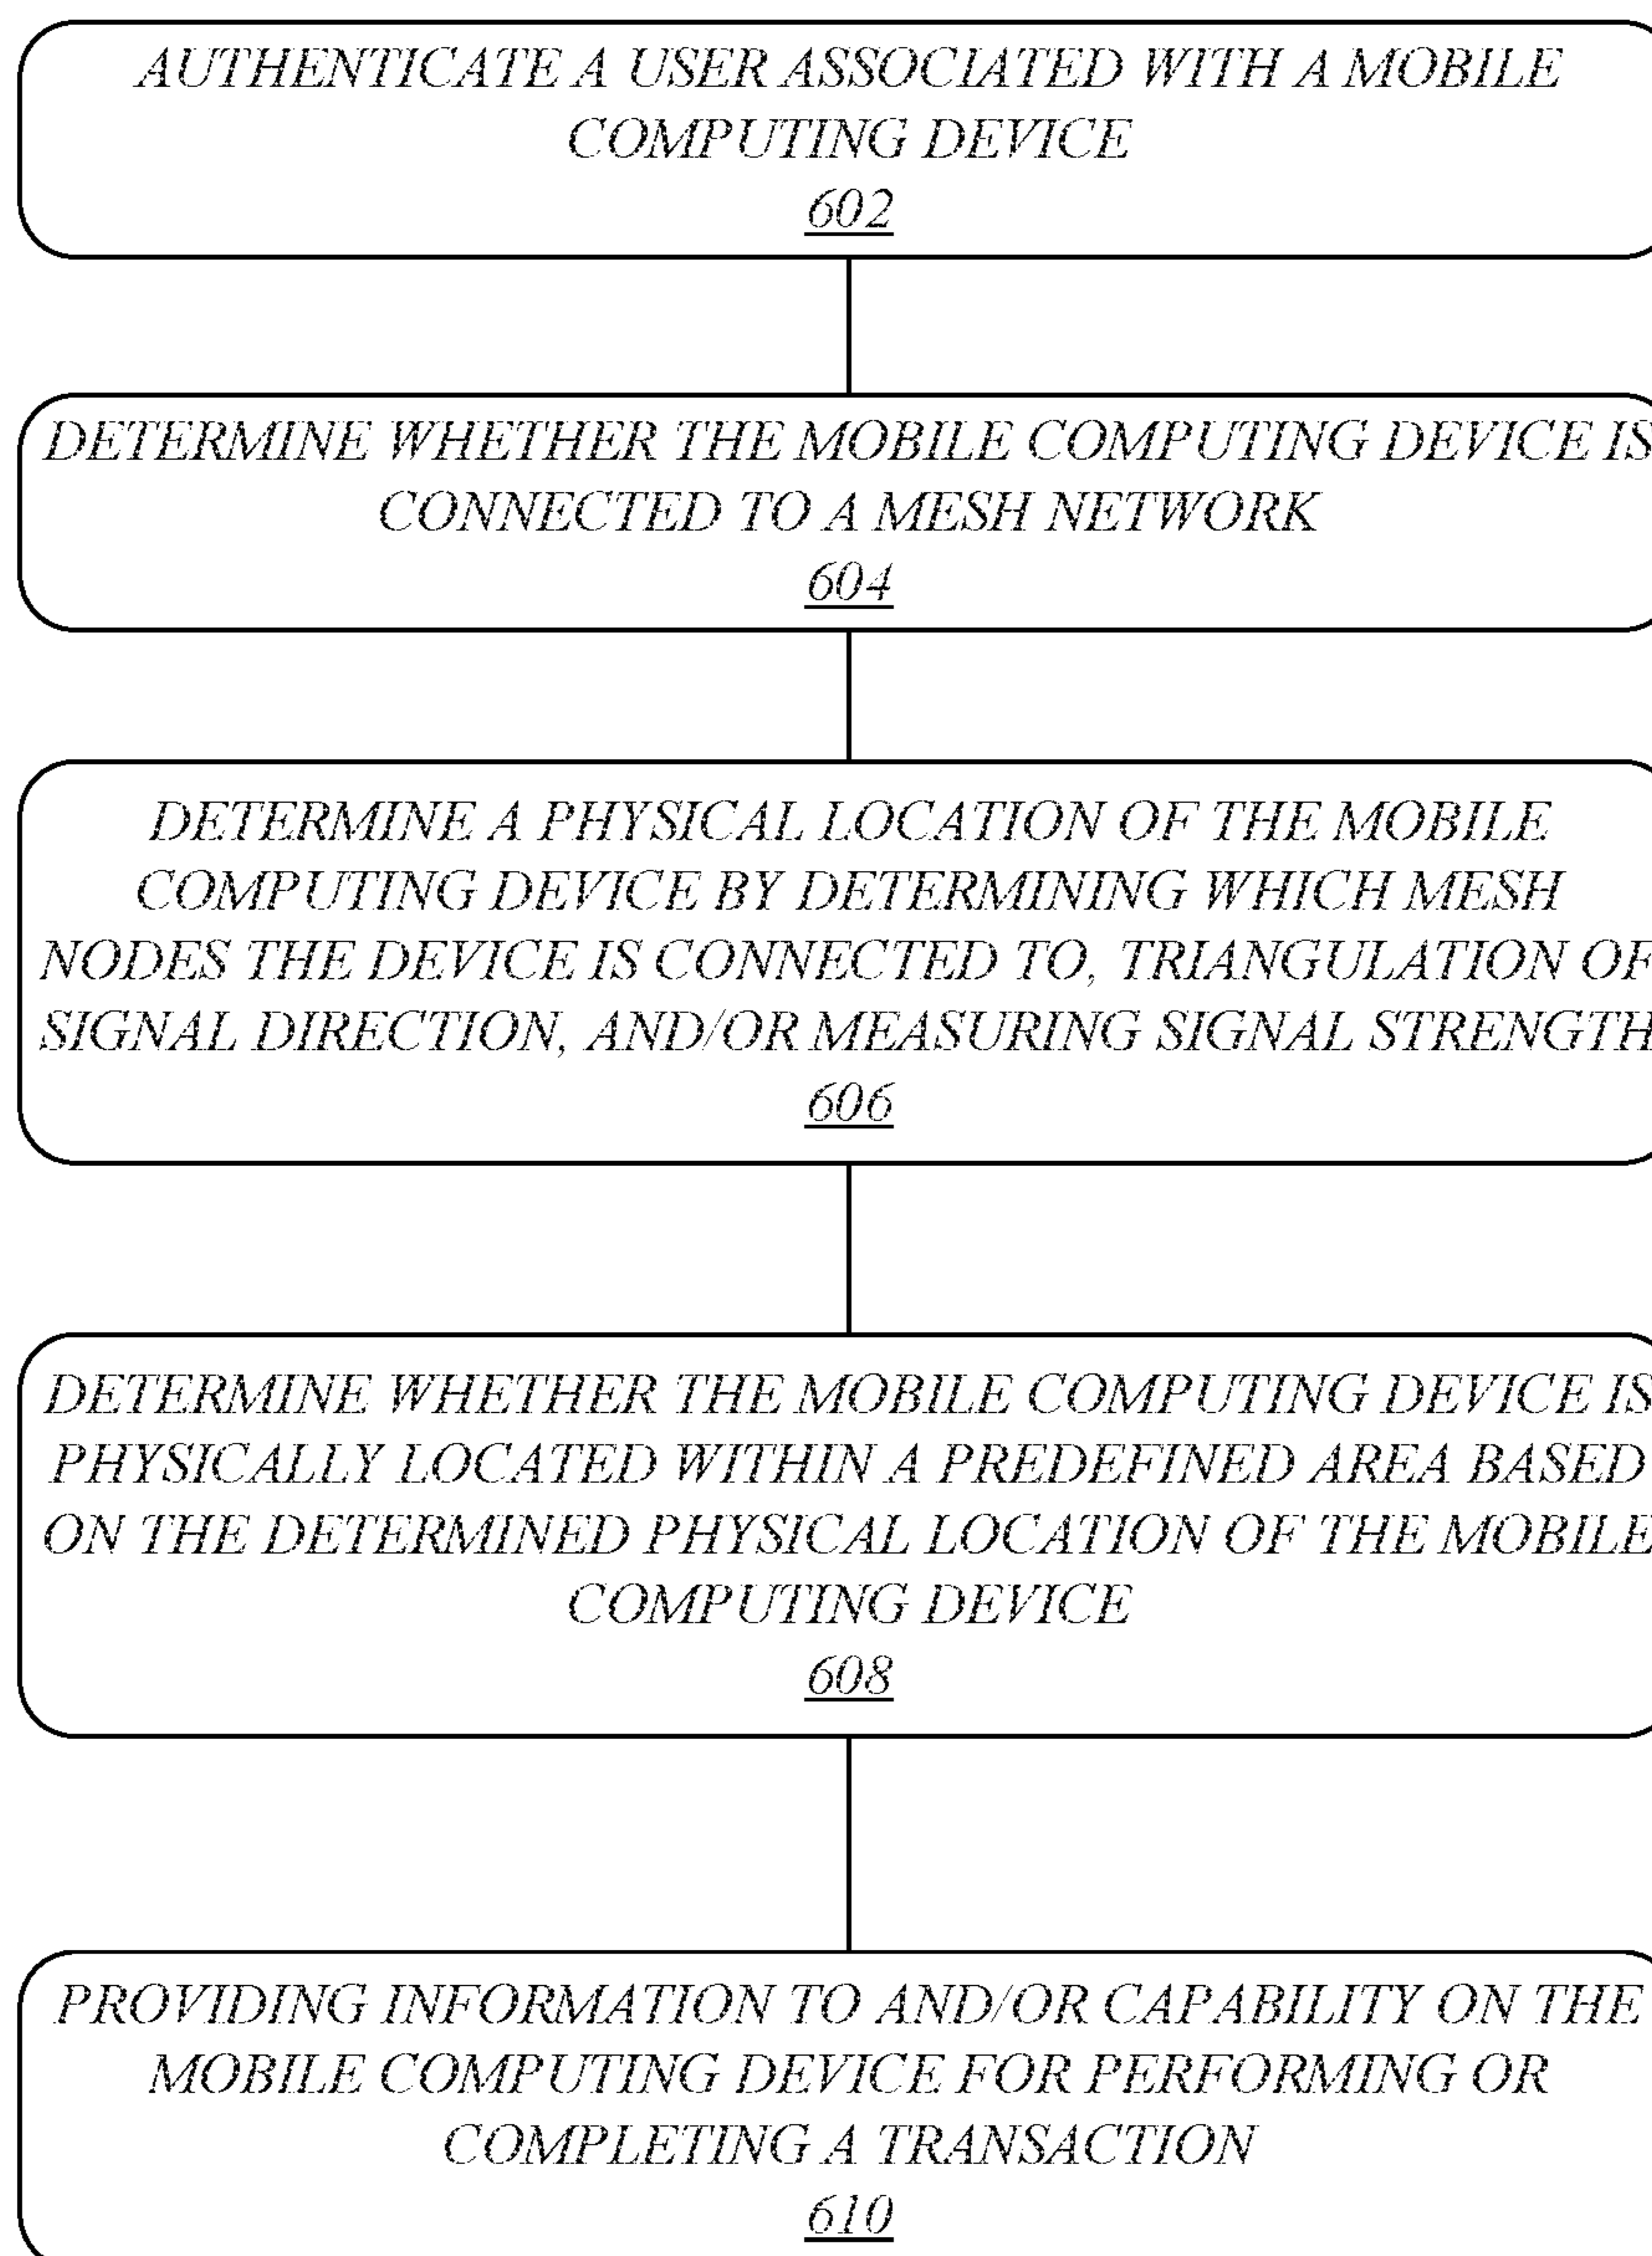 AUTHENTICATE A USER ASSOCIATED WITH A MOBILE
COMPUTING DEVICE
602
DETERMINE WHETHER THE MOBILE COMPUTING DEVICE IS
CONNECTED TO A MESH NETWORK
604
DETERMINE A PHYSICAL LOCATION OF THE MOBILE
COMPUTING DEVICE BY DETERMINING WHICH MESH
NODES THE DEVICE IS CONNECTED TO, TRIANGULATION OF
SIGNAL DIRECTION, AND/OR MEASURING SIGNAL STRENGTH
606
DETERMINE WHETHER THE MOBILE COMPUTING DEVICE IS
PHYSICALLY LOCATED WITHIN A PREDEFINED AREA BASED
ON THE DETERMINED PHYSICAL LOCATION OF THE MOBILE
COMPUTING DEVICE
608
PROVIDING INFORMATION TO AND/OR CAPABILITY ON THE
MOBILE COMPUTING DEVICE FOR PERFORMING OR
COMPLETING A TRANSACTION
610